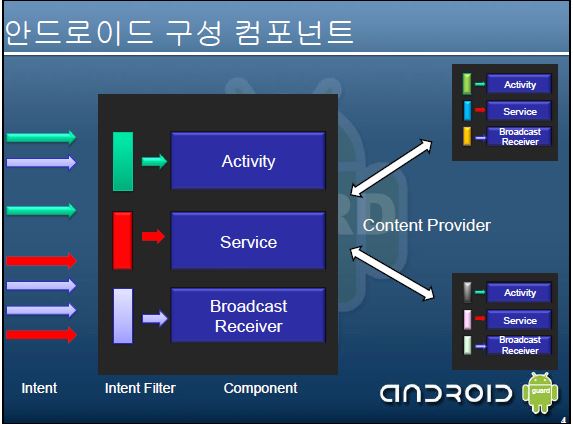 안드로이드 구성 컴포넌트
Activity
Service
Broadcast
Receiver
Content Provider
Activity
Service
Broadcast
Receiver
Activity
Service
Broadcast
Receiver
Intent
Intent Filter
Component
ANDROID
guard
4